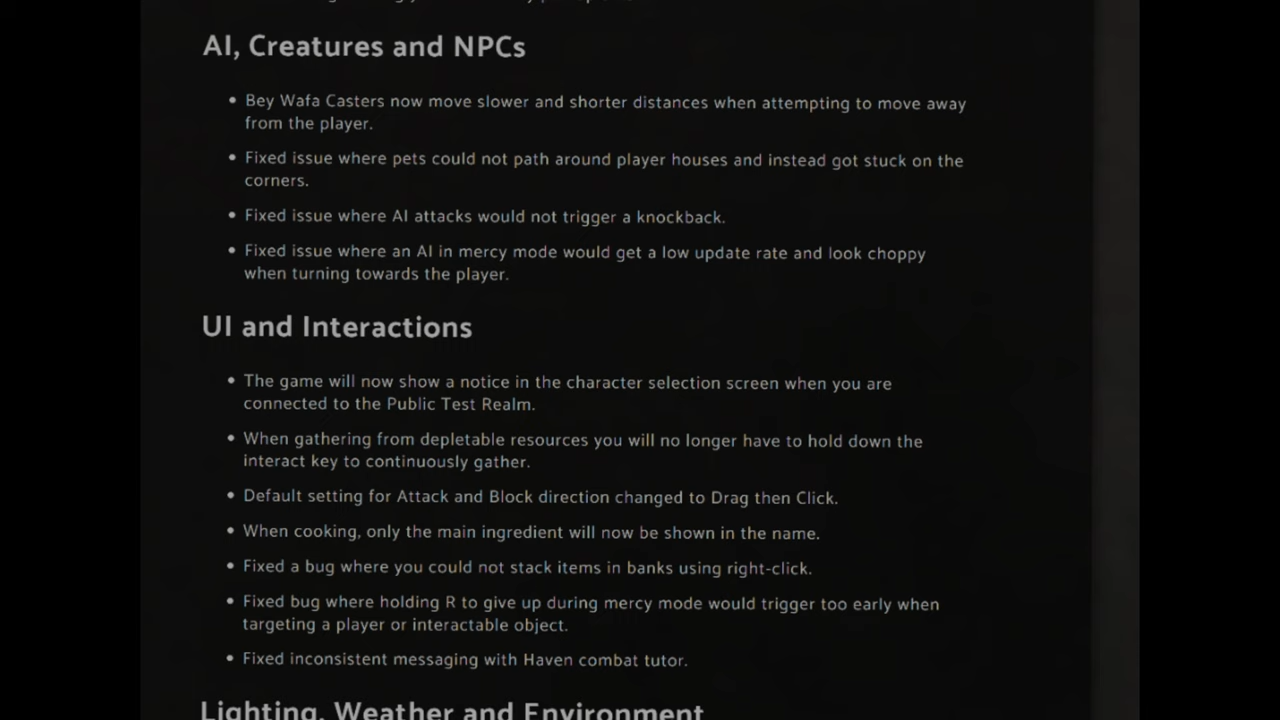 AI, Creatures and NPCs
• Bey Wafa Casters now move slower and shorter distances when attempting to move away
from the player.
• Fixed issue where pets could not path around player houses and instead got stuck on the
corners.
• Fixed issue where AI attacks would not trigger a knockback.
• Fixed issue where an AI in mercy mode would get a low update rate and look choppy
when turning towards the player.
UI and Interactions
• The game will now show a notice in the character selection screen when you are
connected to the Public Test Realm.
• When gathering from depletable resources you will no longer have to hold down the
interact key to continuously gather.
• Default setting for Attack and Block direction changed to Drag then Click.
• When cooking, only the main ingredient will now be shown in the name.
• Fixed a bug where you could not stack items in banks using right-click.
• Fixed bug where holding R to give up during mercy mode would trigger too early when
targeting a player or interactable object.
• Fixed inconsistent messaging with Haven combat tutor.
Lighting, Weather and Environment